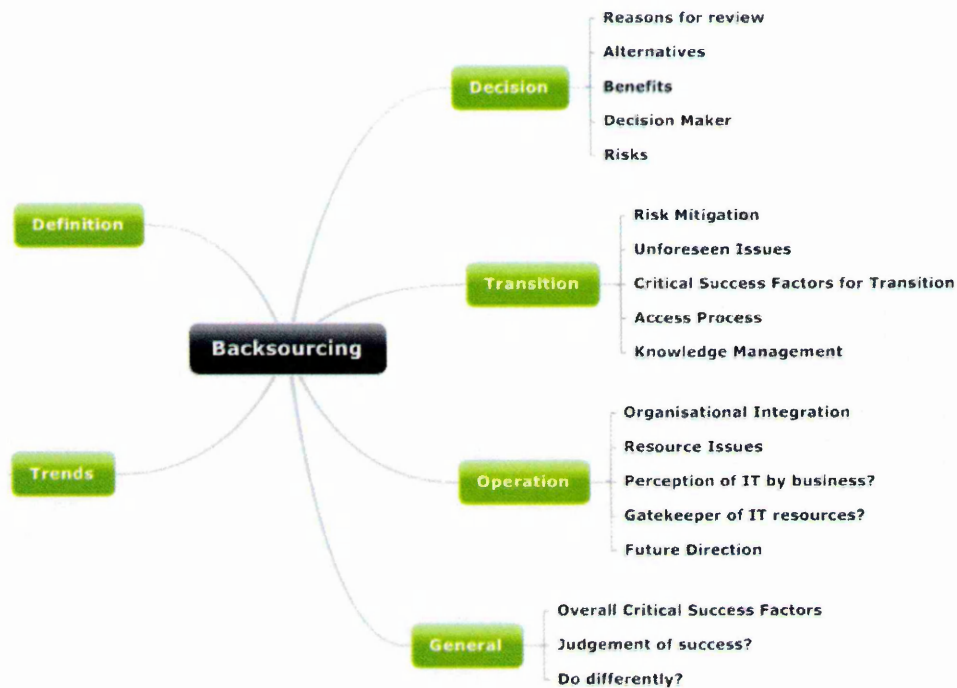 Reasons for review
Alternatives
Decision
Benefits
Decision Maker
Risks
Definition
Risk Mitigation
Unforeseen Issues
Transition
Critical Success Factors for Transition
Access Process
Knowledge Management
Backsourcing
Organisational Integration
Resource Issues
Trends
Operation
Perception of IT by business?
Gatekeeper of IT resources?
Future Direction
Overall Critical Success Factors
General
Judgement of success?
Do differently?